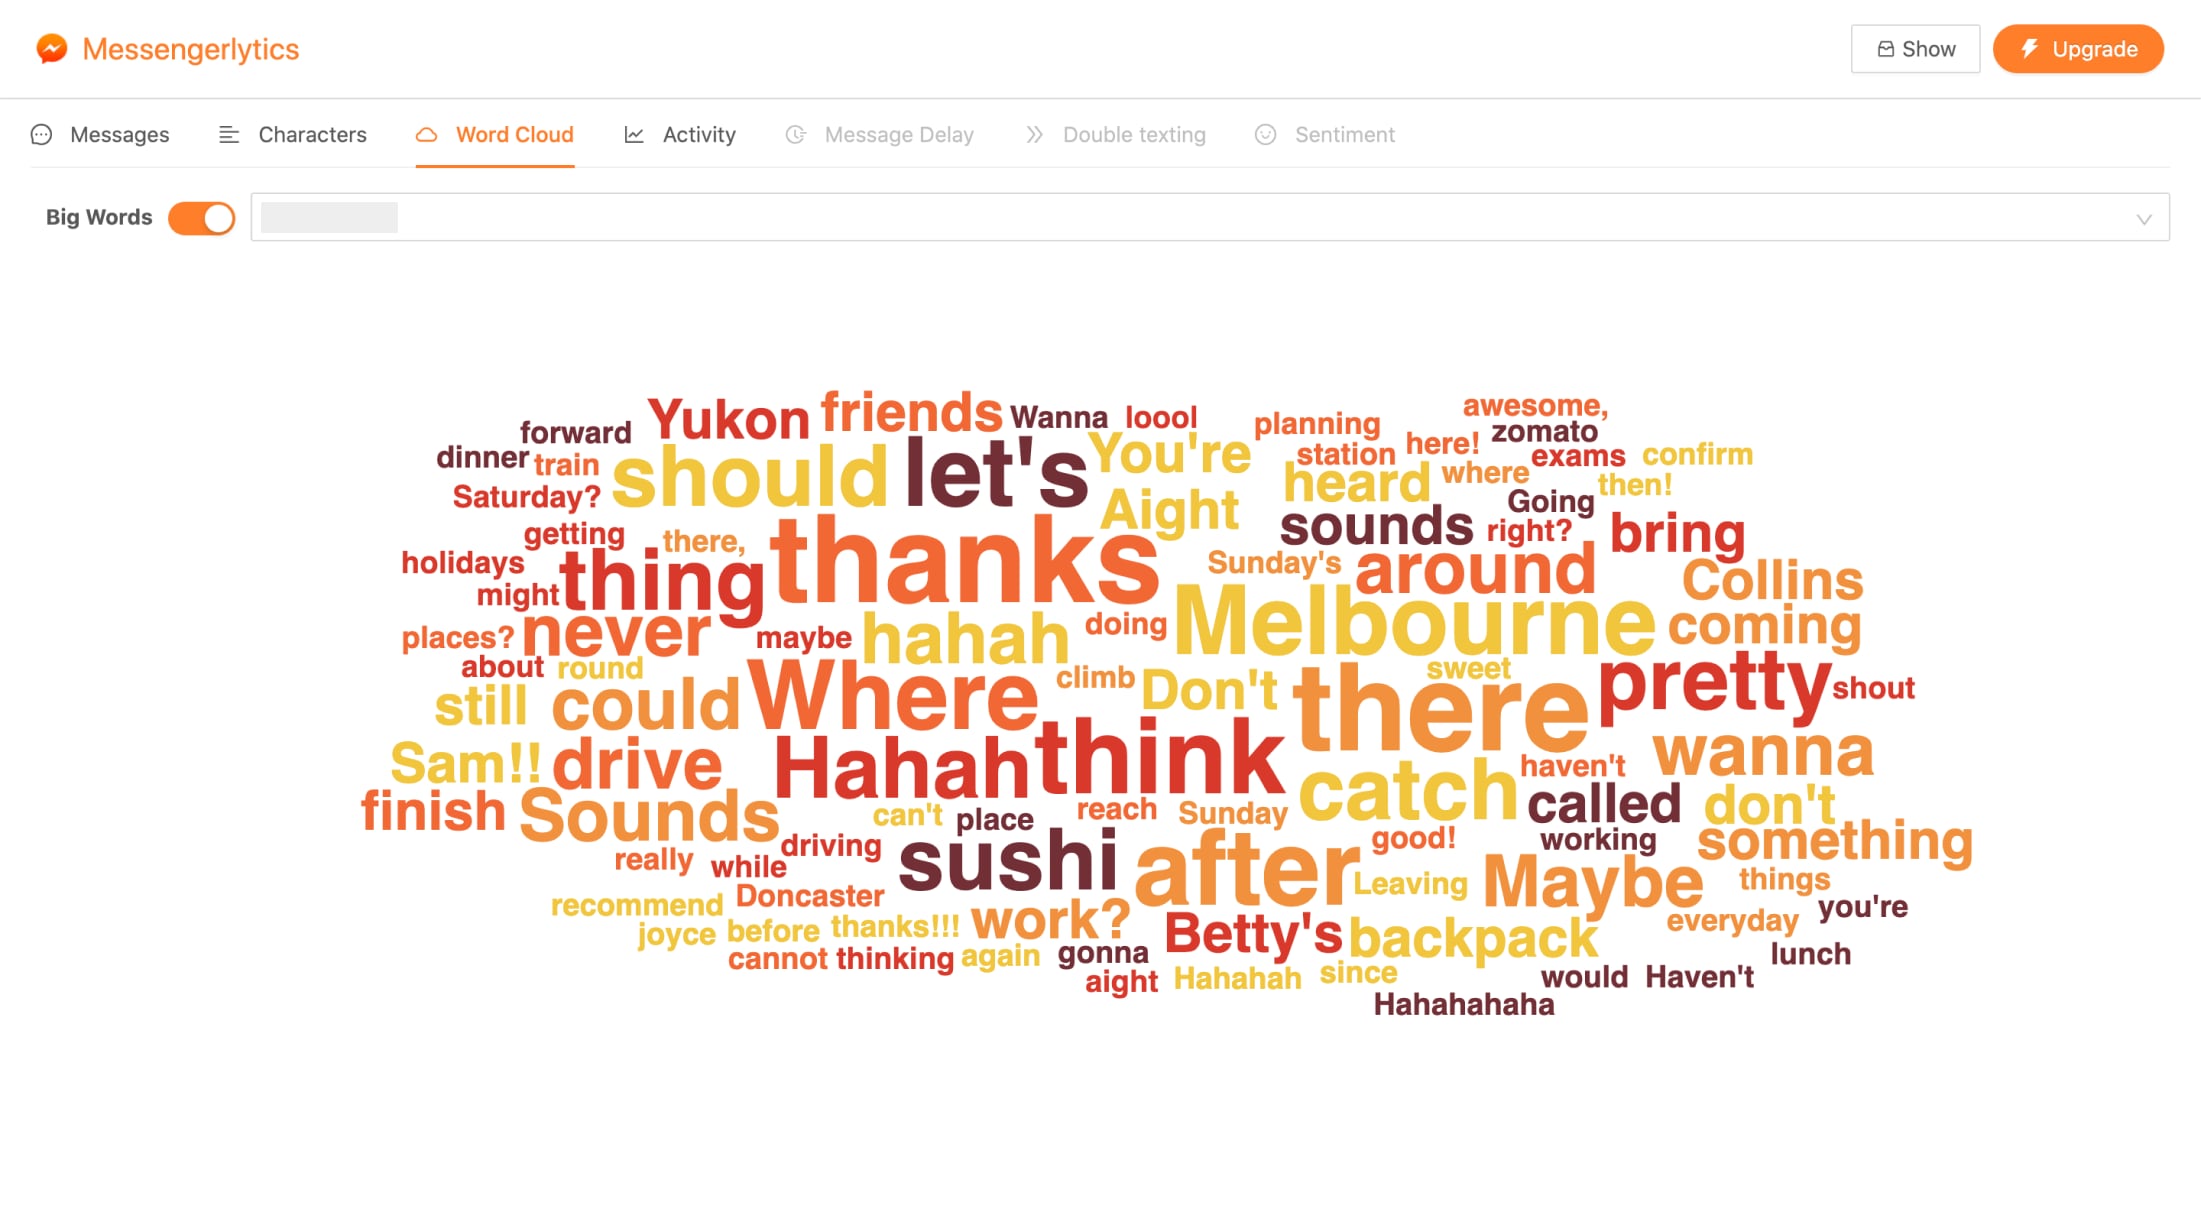 Messengerlytics
Show
Upgrade
Messages
Characters
Word Cloud
Activity
Message Delay
Double texting
Sentiment
Big Words
Yukon
friends
Wanna
loool
planning
awesome,
forward
zomato
dinner
train
should
let's
You're
station
here!
exams
confirm
Saturday?
heard
where
then!
Going
Aight
sounds
right?
bring
getting
there,
thanks
holidays
thing
Sunday's
around
Collins
might
Melbourne
places?
never
maybe
hahah
doing
coming
about
round
sweet
still
could
Where
climb
Don't
there
pretty
shout
Sam!!
drive
Hahah
think
haven't
wanna
finish
Sounds
can't
place
reach
Sunday
catch
called
don't
driving
good!
working
something
really
while
sushi
after
Leaving
Maybe
things
recommend
Doncaster
you're
joyce
before
thanks!!!
work?
Betty's
backpack
everyday
cannot
thinking
again
gonna
lunch
aight
Hahahah
since
would
Haven't
Hahahahaha